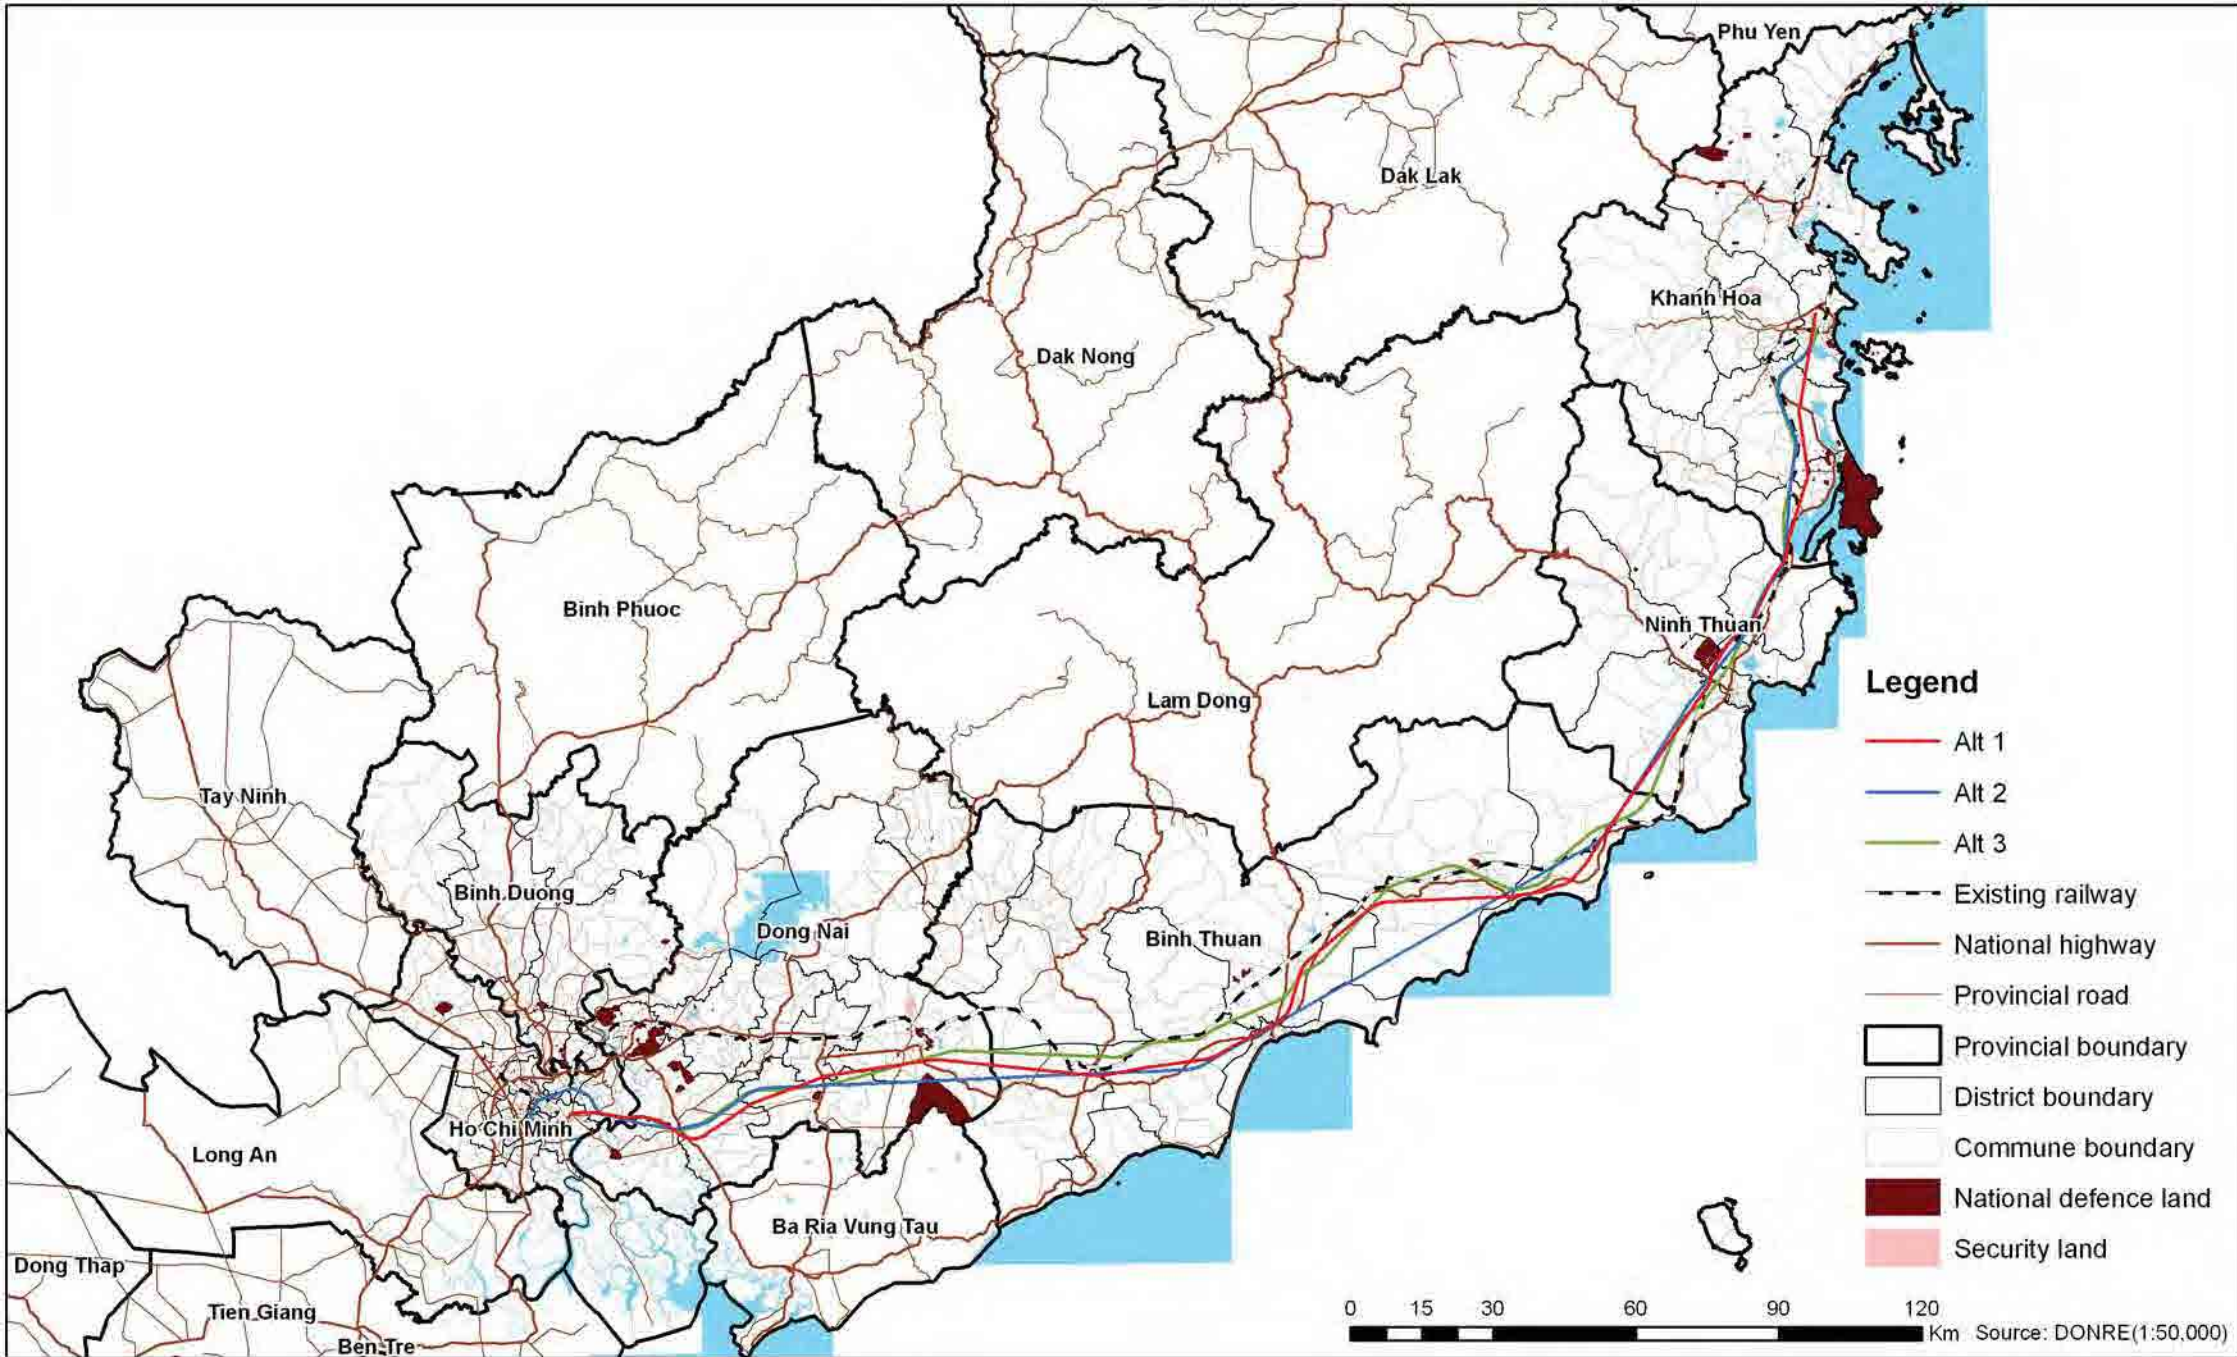 Phu Yen
Dak Lak
Khanh Hoa
Dak Nong
Binh Phuoc
Ninh Thuan
Lam Dong
Tay Ninh
Binh Duong
Dong Nai
Binh Thuan
Ho Chi Minh
Long An
Ba Ria Vung Tau
Dong Thap
Tien Giang
Ben Tre
Legend
Alt 1
Alt 2
Alt 3
Existing railway
National highway
Provincial road
Provincial boundary
District boundary
Commune boundary
National defence land
Security land
0 15 30 60 90 120
Km Source: DONRE(1:50,000)